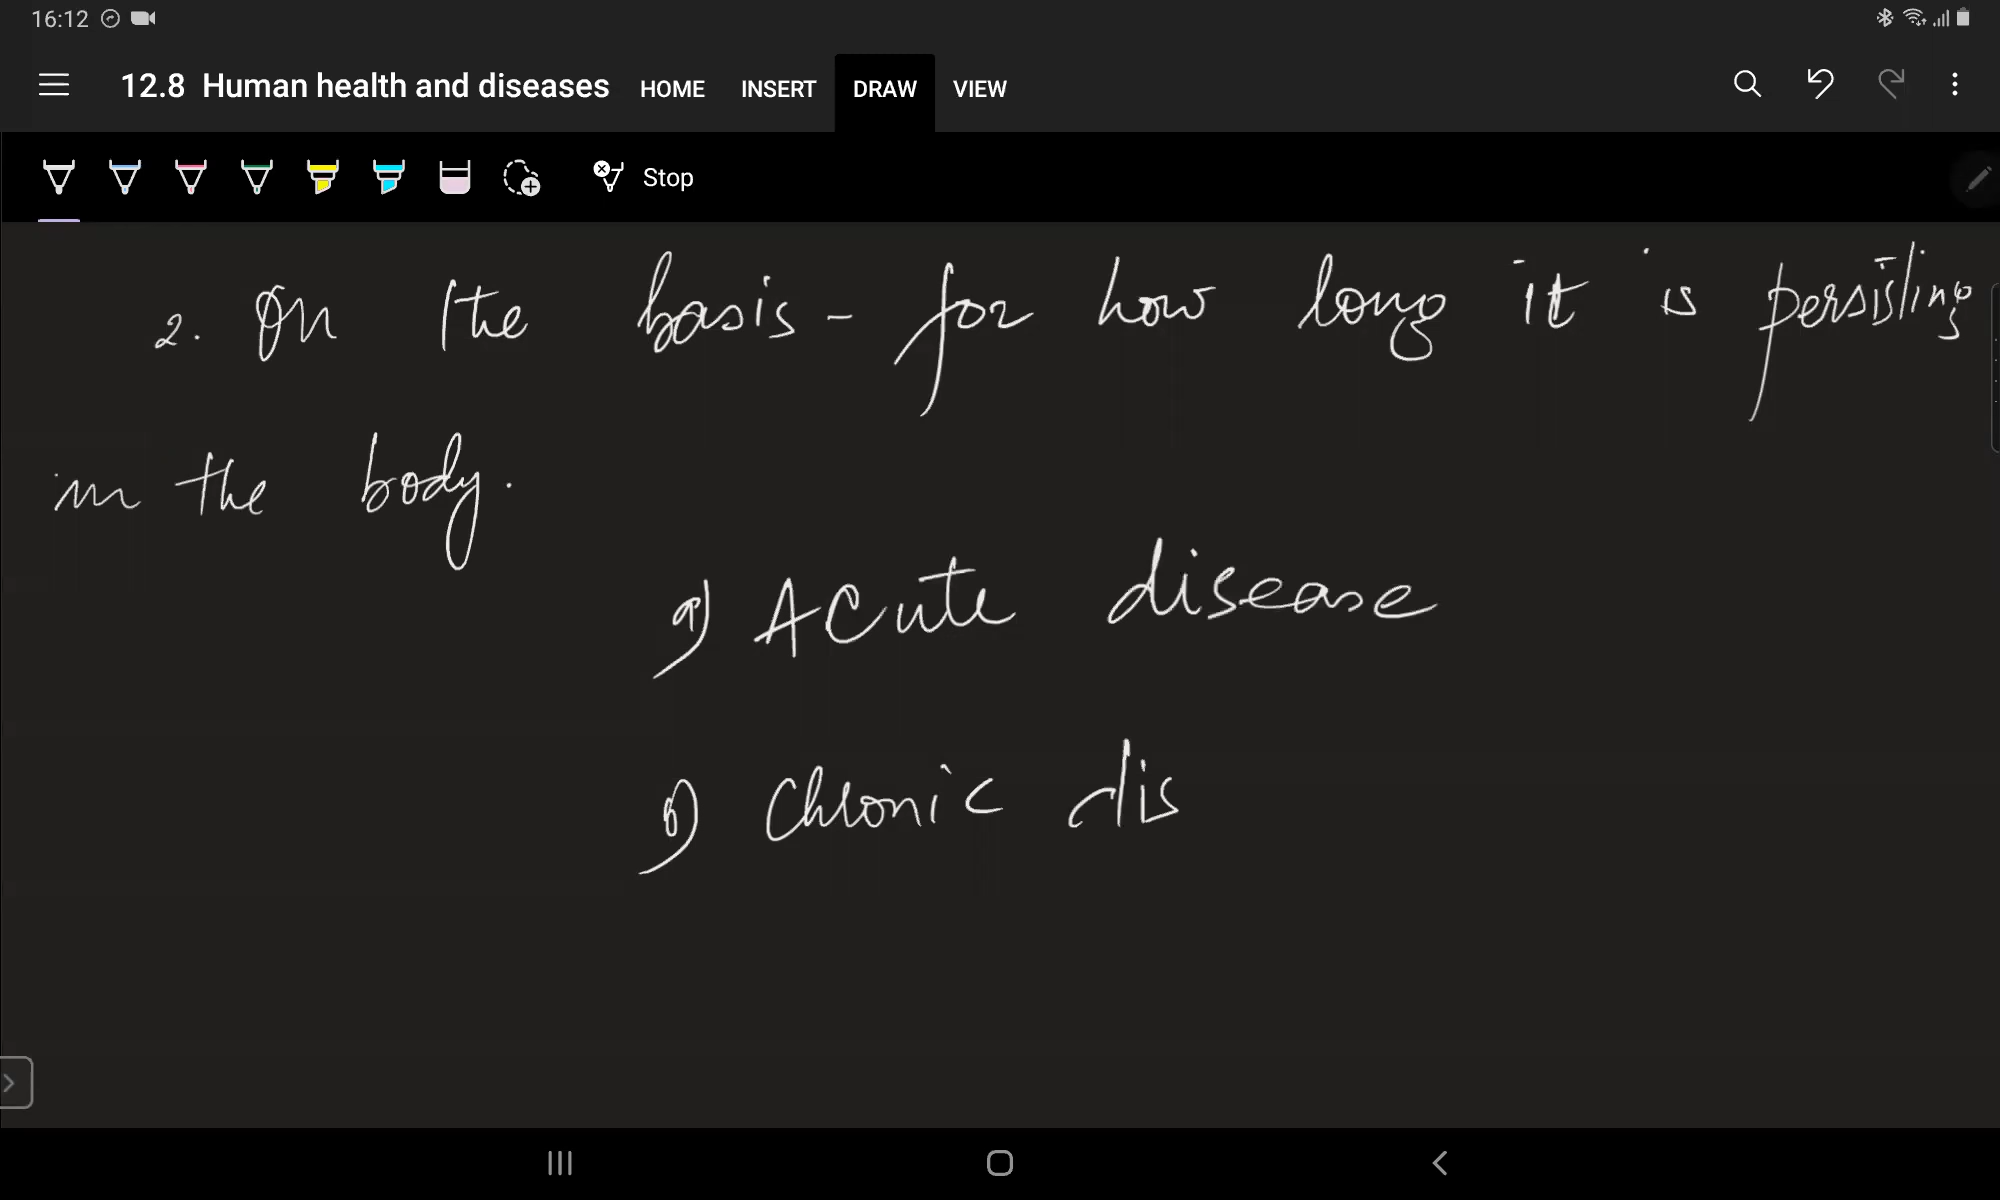 16:12
12.8 Human health and diseases HOME INSERT DRAW VIEW
Stop
2. On the basis - for how long it is persisting
in the body.
a) Acute disease
b) Chronic dis